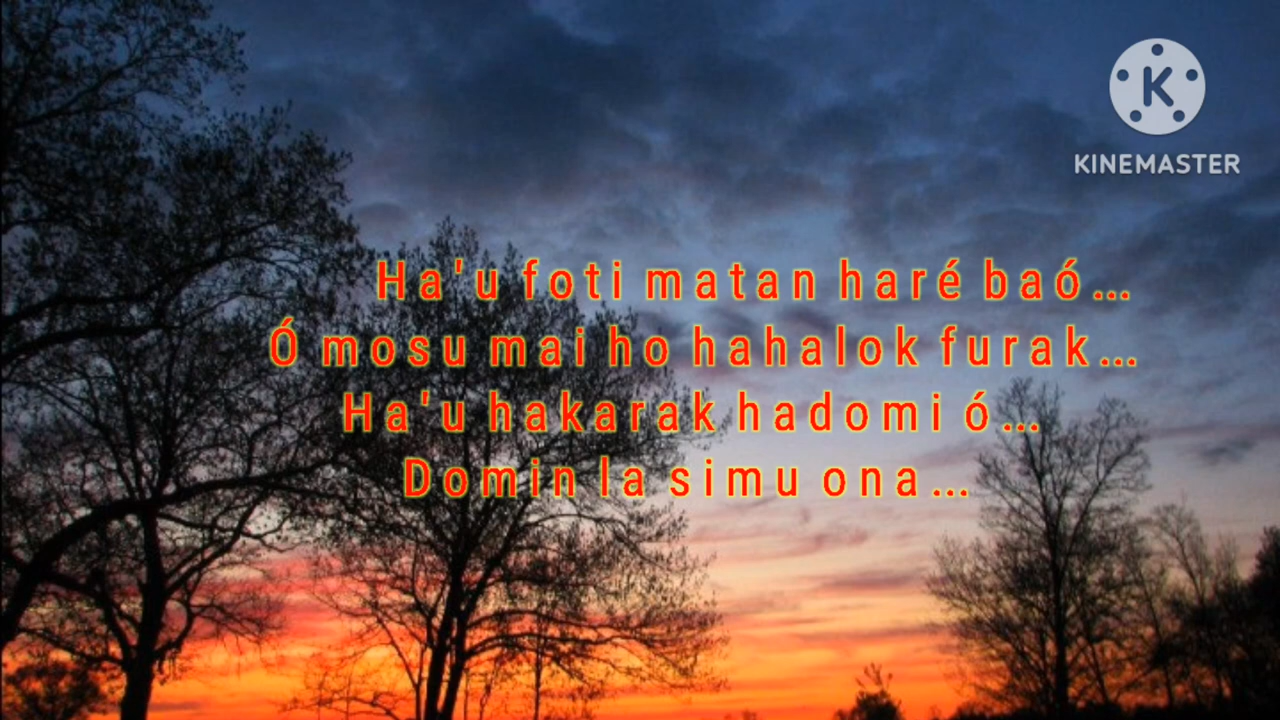 KINEMASTER
Ha'u foti matan haré baó...
Ó mosu mai ho hahalok furak...
Ha'u hakarak hadomi ó...
Domin la simu ona...